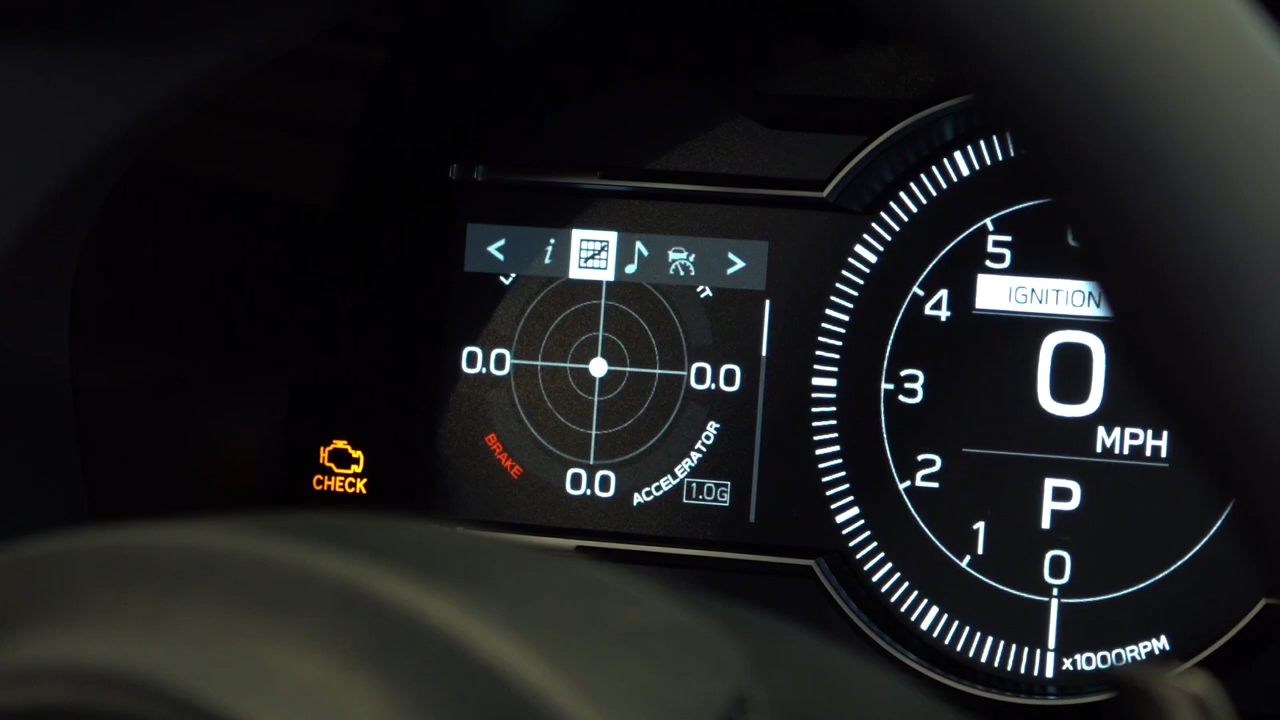 < i >
0.0
0.0
0.0
BRAKE
ACCELERATOR
1.0G
CHECK
5
4
3
2
1
0
IGNITION
0
MPH
P
x1000RPM